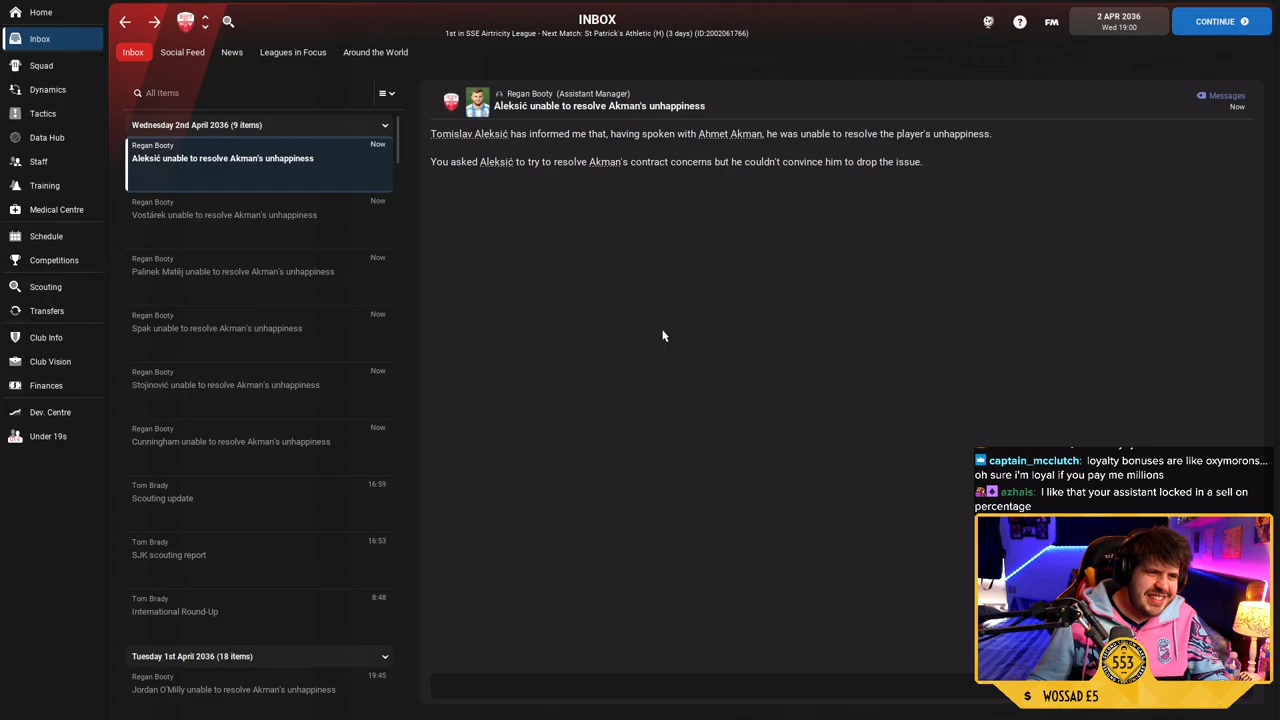 Home
Inbox
Squad
Dynamics
Tactics
Data Hub
Staff
Training
Medical Centre
Schedule
Competitions
Scouting
Transfers
Club Info
Club Vision
Finances
Dev. Centre
Under 19s
INBOX
1st in SSE Airtricity League - Next Match: St Patrick's Athletic (H) (3 days) (ID:2002061766)
FM
2 APR 2036
Wed 19:00
CONTINUE
Inbox Social Feed News Leagues in Focus Around the World
All Items
Wednesday 2nd April 2036 (9 items)
Regan Booty Now
Aleksić unable to resolve Akman's unhappiness
Regan Booty Now
Vostárek unable to resolve Akman's unhappiness
Regan Booty Now
Palinek Matěj unable to resolve Akman's unhappiness
Regan Booty Now
Spak unable to resolve Akman's unhappiness
Regan Booty Now
Stojinović unable to resolve Akman's unhappiness
Regan Booty Now
Cunningham unable to resolve Akman's unhappiness
Tom Brady 16:59
Scouting update
Tom Brady 16:53
SJK scouting report
Tom Brady 8:48
International Round-Up
Tuesday 1st April 2036 (18 items)
Regan Booty 19:45
Jordan O'Milly unable to resolve Akman's unhappiness
Regan Booty (Assistant Manager)
Aleksić unable to resolve Akman's unhappiness
Messages
Now
Tomislav Aleksić has informed me that, having spoken with Ahmet Akman, he was unable to resolve the player's unhappiness.
You asked Aleksić to try to resolve Akman's contract concerns but he couldn't convince him to drop the issue.
captain_mcclutch: loyalty bonuses are like oxymorons...
oh sure i'm loyal if you pay me millions
azhais: I like that your assistant locked in a sell on
percentage
553
$ WOSSAD £5